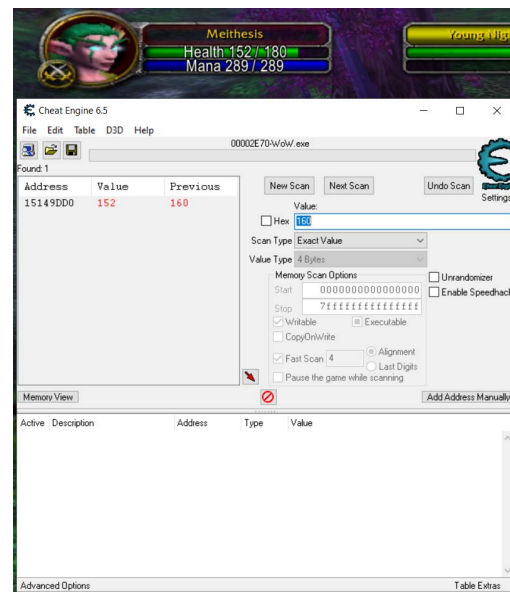 Meithesis
Health 152 / 180
Mana 289 / 289
Young Nig
Cheat Engine 6.5
File Edit Table D3D Help
00002E70-WoW.exe
Found: 1
Address Value Previous
15149DD0 152 160
New Scan Next Scan Undo Scan
Settings
Value:
Hex 160
Scan Type Exact Value
Value Type 4 Bytes
Memory Scan Options
Start 0000000000000000
Stop 7fffffffffffffff
Writable Executable
CopyOnWrite
Fast Scan 4 Alignment
Last Digits
Pause the game while scanning
Unrandomizer
Enable Speedhack
Memory View Add Address Manually
Active Description Address Type Value
Advanced Options Table Extras